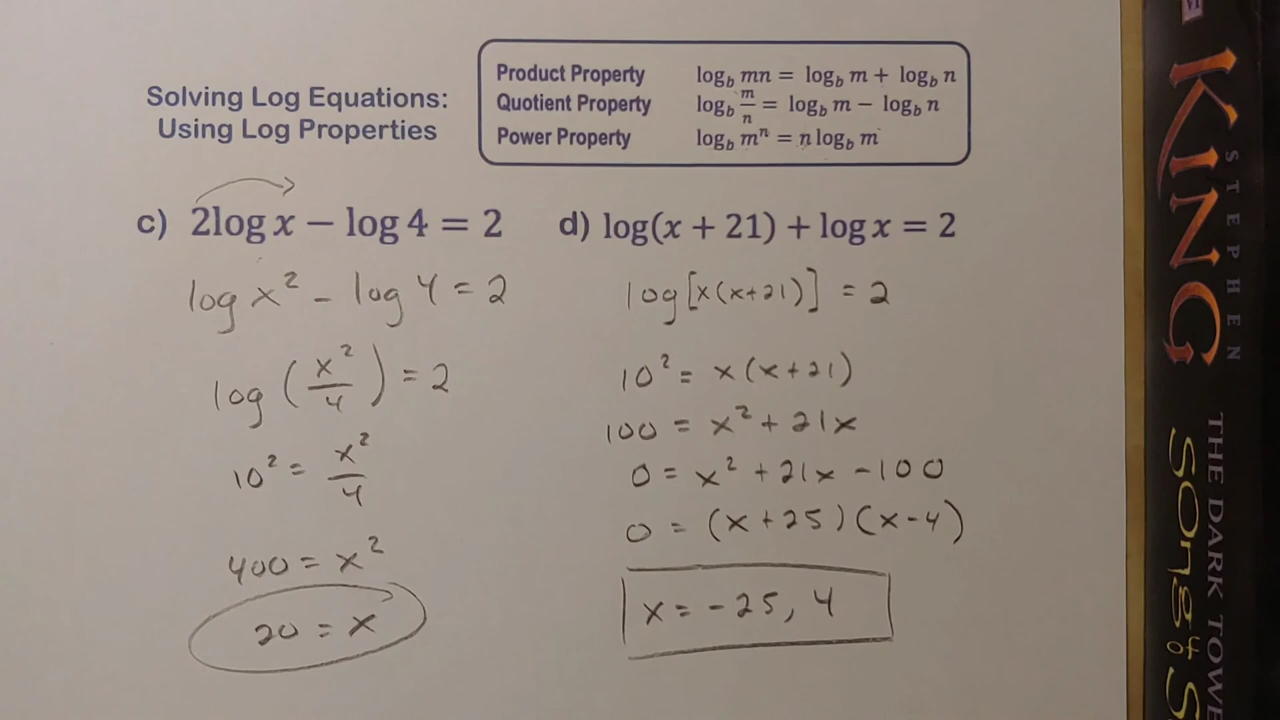 Solving Log Equations:
Using Log Properties
Product Property log_b mn = log_b m + log_b n
Quotient Property log_b m/n = log_b m − log_b n
Power Property log_b mⁿ = n log_b m
c) 2log x − log 4 = 2
log x² - log 4 = 2
log (x²/4) = 2
10² = x²/4
400 = x²
20 = x
d) log(x + 21) + log x = 2
log[x(x+21)] = 2
10² = x(x+21)
100 = x² + 21x
0 = x² + 21x - 100
0 = (x+25)(x-4)
x = -25, 4
VI
STEPHEN
KING
THE DARK TOWE
Song of S